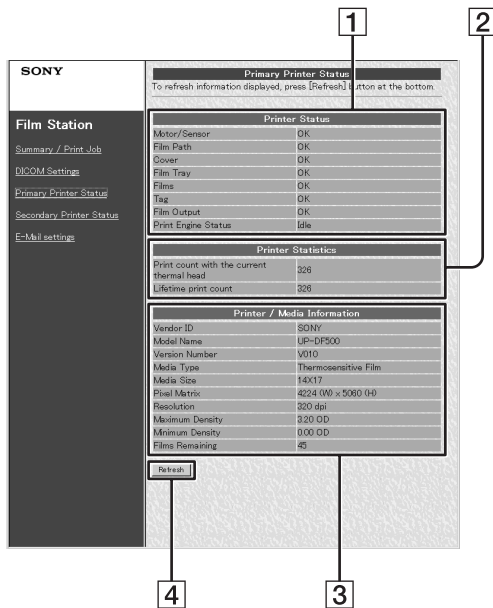 1
2
SONY
Primary Printer Status
To refresh information displayed, press [Refresh] button at the bottom.
Film Station
Summary / Print Job
DICOM Settings
Primary Printer Status
Secondary Printer Status
E-Mail settings
Printer Status
Motor/Sensor OK
Film Path OK
Cover OK
Film Tray OK
Films OK
Tag OK
Film Output OK
Print Engine Status Idle
Printer Statistics
Print count with the current thermal head 326
Lifetime print count 326
Printer / Media Information
Vendor ID SONY
Model Name UP-DF500
Version Number V010
Media Type Thermosensitive Film
Media Size 14X17
Pixel Matrix 4224 (W) x 5060 (H)
Resolution 320 dpi
Maximum Density 3.20 OD
Minimum Density 0.00 OD
Films Remaining 45
Refresh
4
3